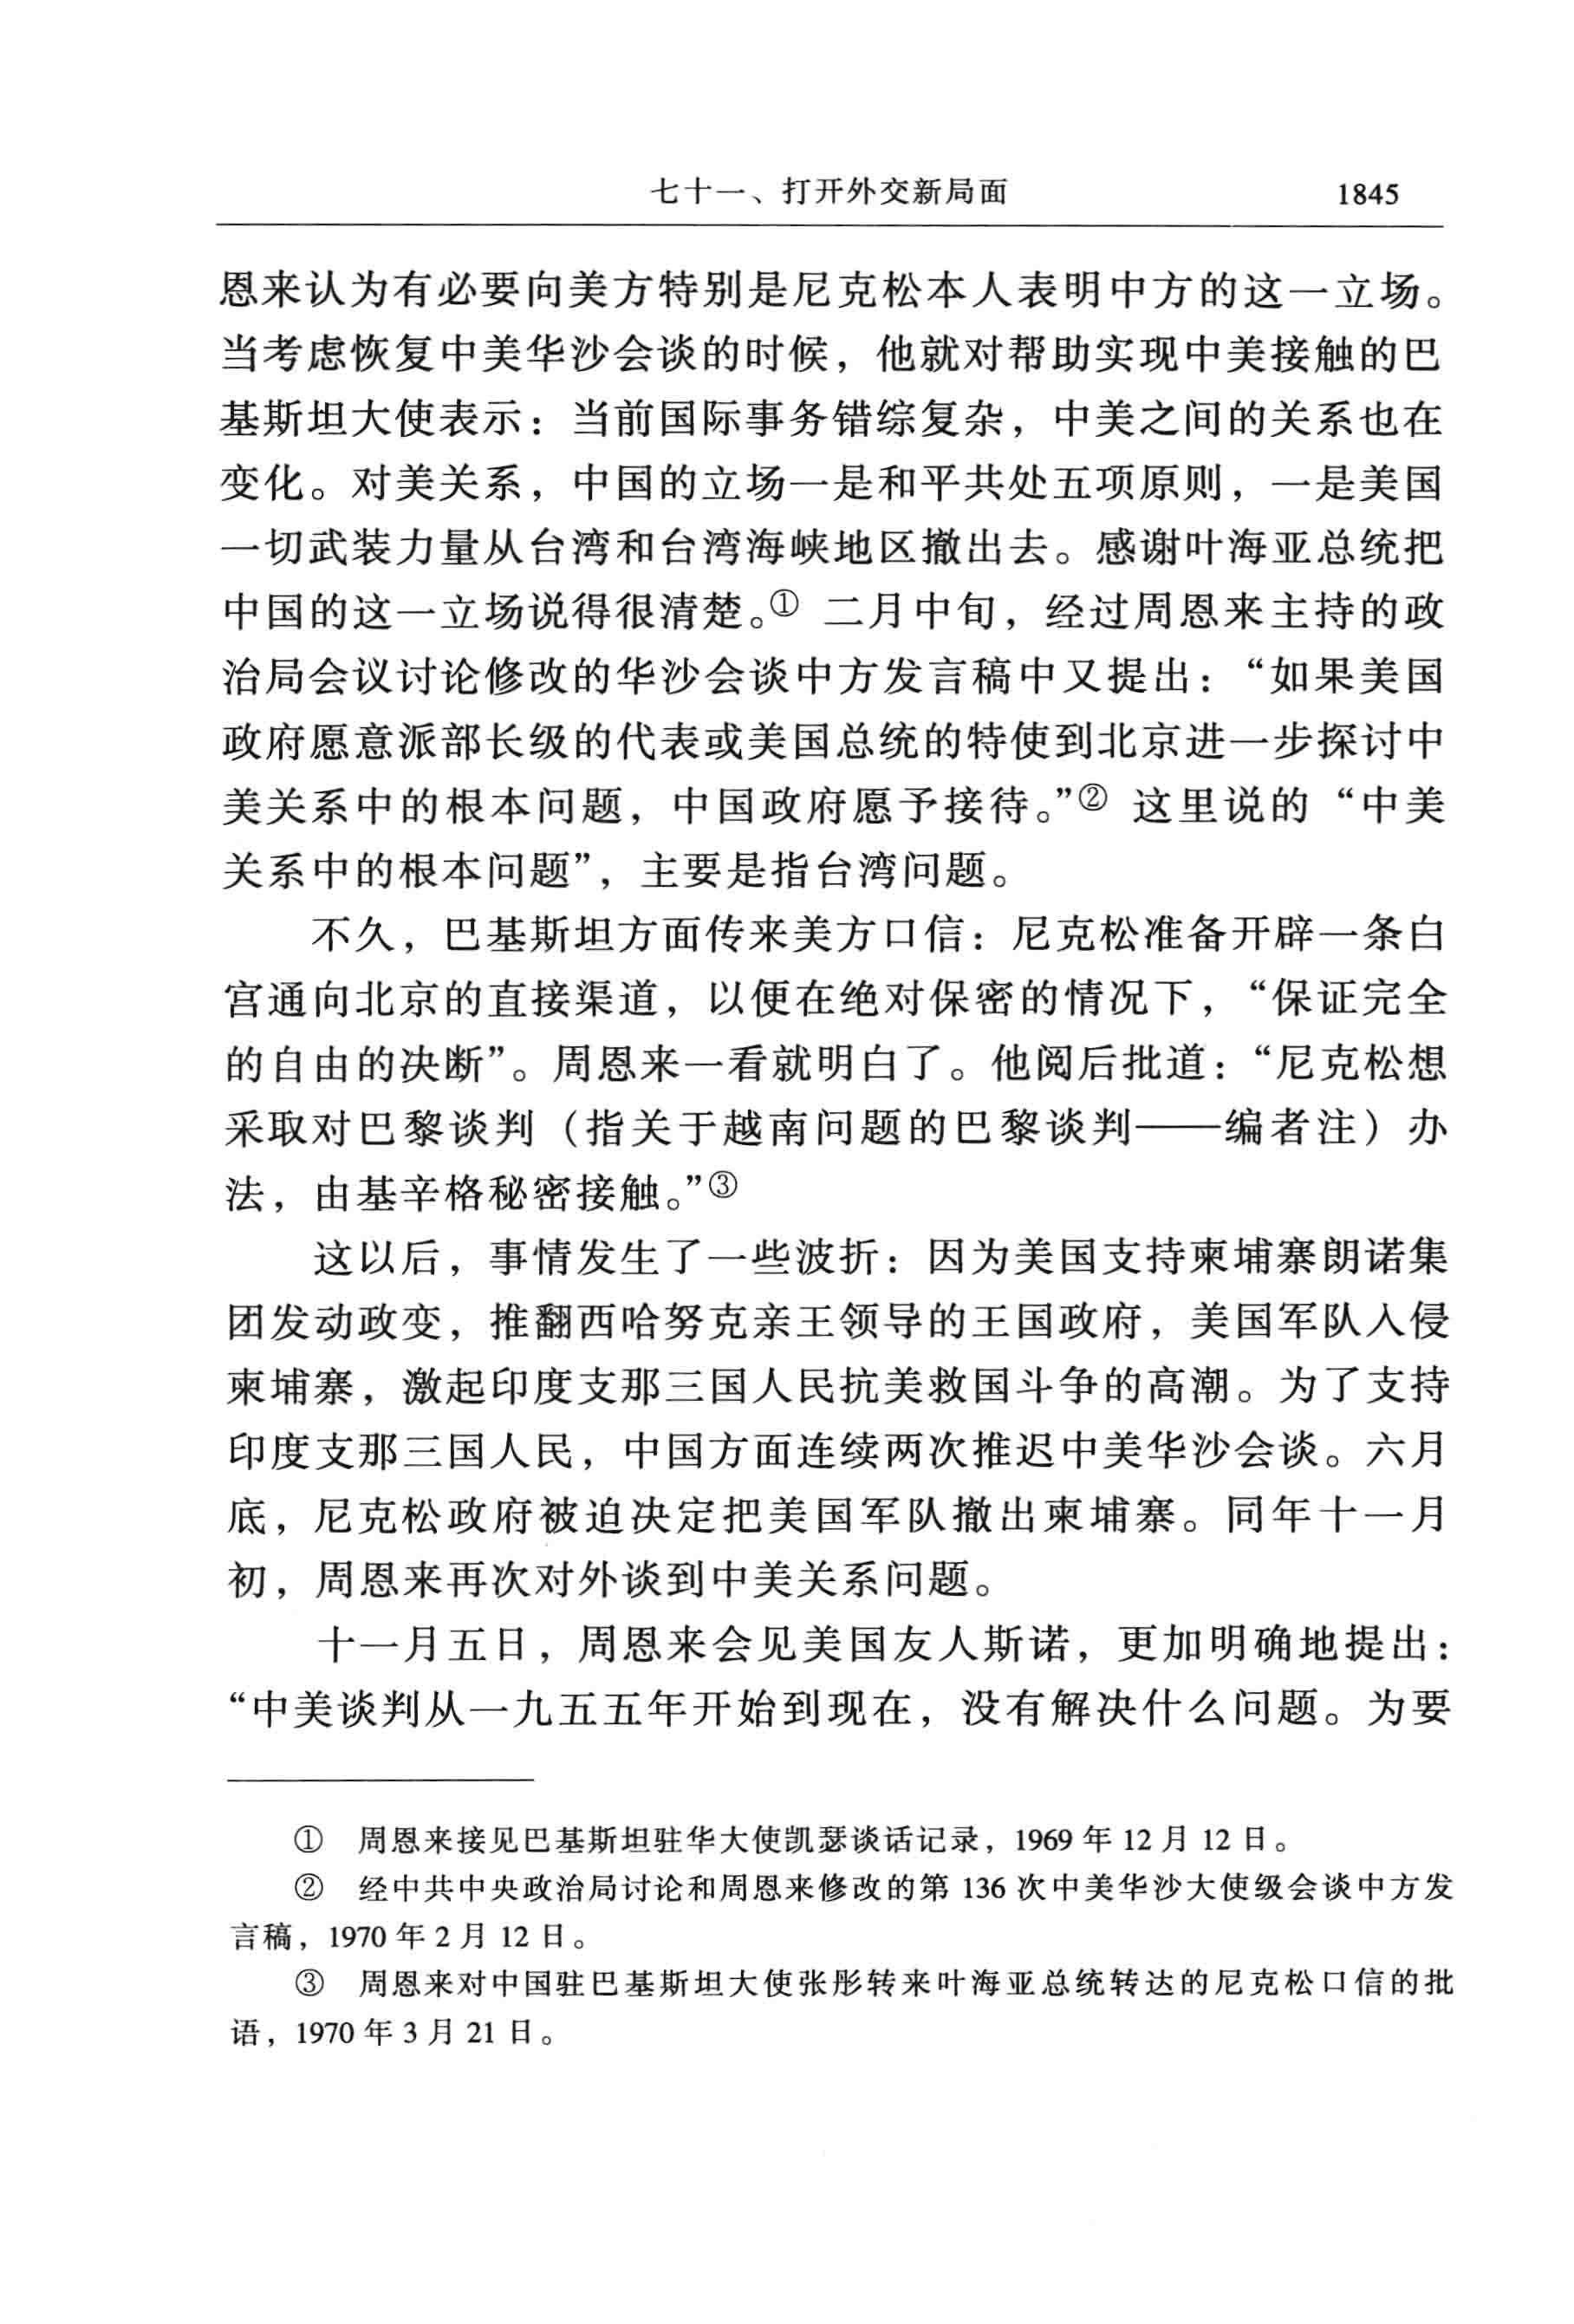 七十一、打开外交新局面 1845
恩来认为有必要向美方特别是尼克松本人表明中方的这一立场。
当考虑恢复中美华沙会谈的时候，他就对帮助实现中美接触的巴
基斯坦大使表示：当前国际事务错综复杂，中美之间的关系也在
变化。对美关系，中国的立场一是和平共处五项原则，一是美国
一切武装力量从台湾和台湾海峡地区撤出去。感谢叶海亚总统把
中国的这一立场说得很清楚。① 二月中旬，经过周恩来主持的政
治局会议讨论修改的华沙会谈中方发言稿中又提出：“如果美国
政府愿意派部长级的代表或美国总统的特使到北京进一步探讨中
美关系中的根本问题，中国政府愿予接待。”② 这里说的“中美
关系中的根本问题”，主要是指台湾问题。
不久，巴基斯坦方面传来美方口信：尼克松准备开辟一条白
宫通向北京的直接渠道，以便在绝对保密的情况下，“保证完全
的自由的决断”。周恩来一看就明白了。他阅后批道：“尼克松想
采取对巴黎谈判（指关于越南问题的巴黎谈判——编者注）办
法，由基辛格秘密接触。”③
这以后，事情发生了一些波折：因为美国支持柬埔寨朗诺集
团发动政变，推翻西哈努克亲王领导的王国政府，美国军队入侵
柬埔寨，激起印度支那三国人民抗美救国斗争的高潮。为了支持
印度支那三国人民，中国方面连续两次推迟中美华沙会谈。六月
底，尼克松政府被迫决定把美国军队撤出柬埔寨。同年十一月
初，周恩来再次对外谈到中美关系问题。
十一月五日，周恩来会见美国友人斯诺，更加明确地提出：
“中美谈判从一九五五年开始到现在，没有解决什么问题。为要
① 周恩来接见巴基斯坦驻华大使凯瑟谈话记录，1969 年 12 月 12 日。
② 经中共中央政治局讨论和周恩来修改的第 136 次中美华沙大使级会谈中方发
言稿，1970 年 2 月 12 日。
③ 周恩来对中国驻巴基斯坦大使张彤转来叶海亚总统转达的尼克松口信的批
语，1970 年 3 月 21 日。